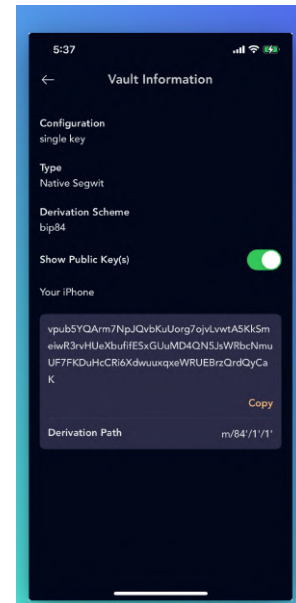 5:37
Vault Information
Configuration
single key
Type
Native Segwit
Derivation Scheme
bip84
Show Public Key(s)
Your iPhone
vpub5YQArm7NpJQvbKuUorg7ojvLvwtA5KkSm
eiwR3rvHUeXbufifESxGUuMD4QN5JsWRbcNmu
UF7FKDuHcCRi6XdwuuxqxeWRUEBrzQrdQyCa
K
Copy
Derivation Path m/84'/1'/1'